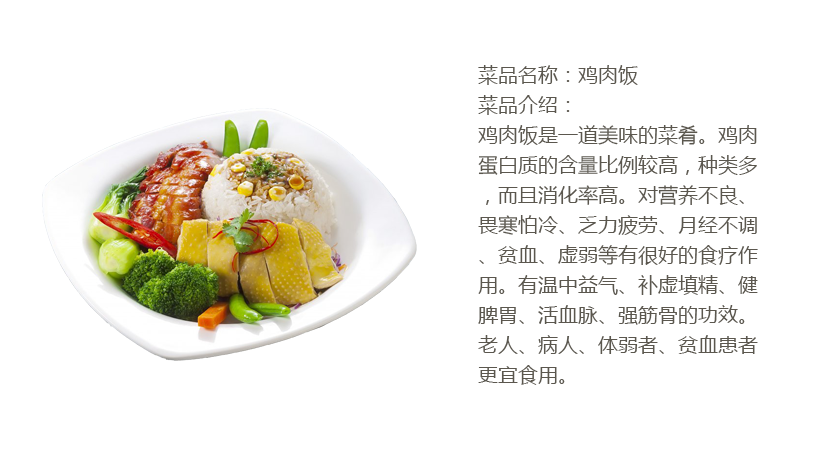 菜品名称：鸡肉饭
菜品介绍：
鸡肉饭是一道美味的菜肴。鸡肉
蛋白质的含量比例较高，种类多
，而且消化率高。对营养不良、
畏寒怕冷、乏力疲劳、月经不调
、贫血、虚弱等有很好的食疗作
用。有温中益气、补虚填精、健
脾胃、活血脉、强筋骨的功效。
老人、病人、体弱者、贫血患者
更宜食用。